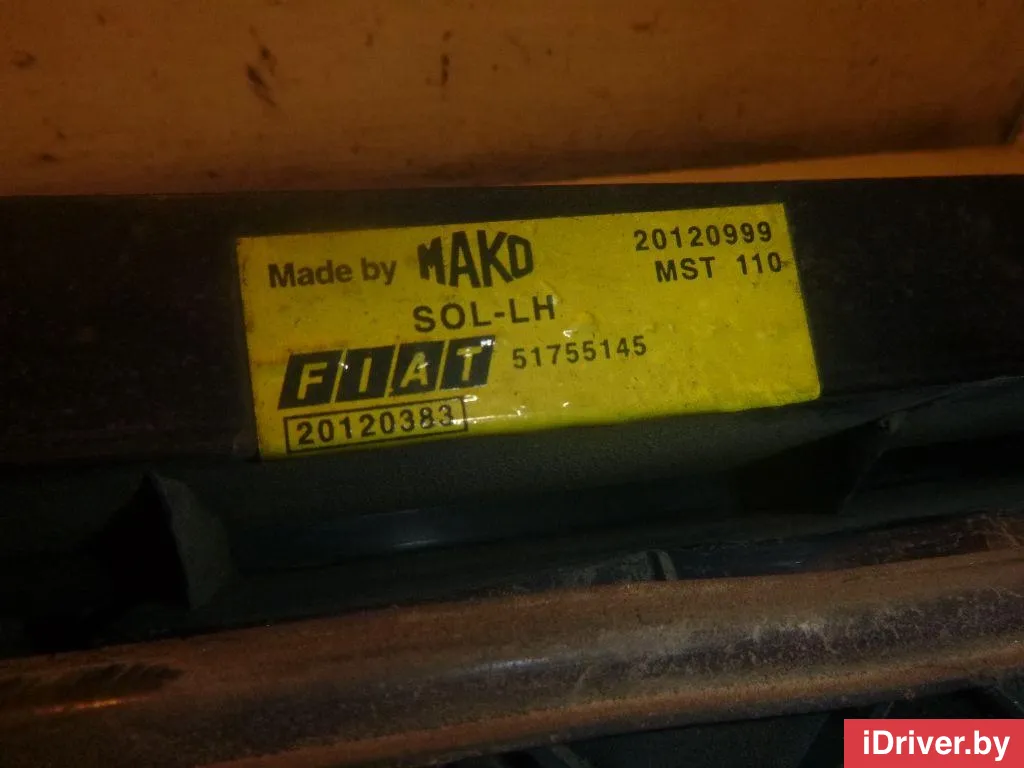 Made by MAKO 20120999
MST 110
SOL-LH
FIAT 51755145
20120383
iDriver.by